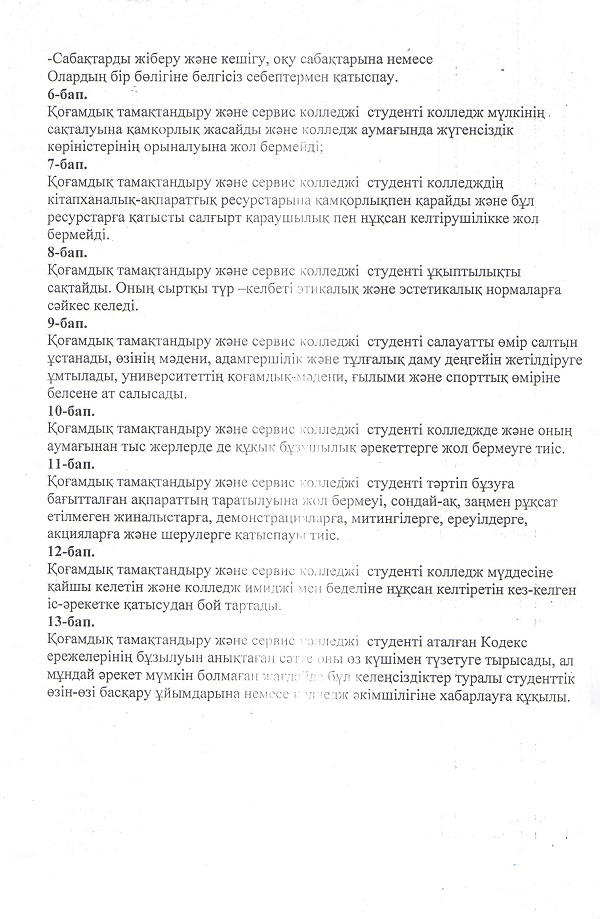 -Сабақтарды жіберу және кешігу, оқу сабақтарына немесе
Олардың бір бөлігіне белгісіз себептермен қатыспау.
6-бап.
Қоғамдық тамақтандыру және сервис колледжі студенті колледж мүлкінің
сақталуына қамқорлық жасайды және колледж аумағында жүгенсіздік
көріністерінің орыналуына жол бермейді;
7-бап.
Қоғамдық тамақтандыру және сервис колледжі студенті колледждің
кітапханалық-ақпараттық ресурстарына қамқорлықпен қарайды және бұл
ресурстарға қатысты салғырт қараушылық пен нұқсан келтірушілікке жол
бермейді.
8-бап.
Қоғамдық тамақтандыру және сервис колледжі студенті ұқыптылықты
сақтайды. Оның сыртқы түр –келбеті этикалық және эстетикалық нормаларға
сәйкес келеді.
9-бап.
Қоғамдық тамақтандыру және сервис колледжі студенті салауатты өмір салтын
ұстанады, өзінің мәдени, адамгершілік және тұлғалық даму деңгейін жетілдіруге
ұмтылады, университеттің қоғамдық-мәдени, ғылыми және спорттық өміріне
белсене ат салысады.
10-бап.
Қоғамдық тамақтандыру және сервис колледжі студенті колледжде және оның
аумағынан тыс жерлерде де құқық бұзушылық әрекеттерге жол бермеуге тиіс.
11-бап.
Қоғамдық тамақтандыру және сервис колледжі студенті тәртіп бұзуға
бағытталған ақпараттың таратылуына жол бермеуі, сондай-ақ, заңмен рұқсат
етілмеген жиналыстарға, демонстрацияларға, митингілерге, ереуілдерге,
акцияларға және шерулерге қатыспауы тиіс.
12-бап.
Қоғамдық тамақтандыру және сервис колледжі студенті колледж мүддесіне
қайшы келетін және колледж имиджі мен беделіне нұқсан келтіретін кез-келген
іс-әрекетке қатысудан бой тартады.
13-бап.
Қоғамдық тамақтандыру және сервис колледжі студенті аталған Кодекс
ережелерінің бұзылуын анықтаған сәтте оны өз күшімен түзетуге тырысады, ал
мұндай әрекет мүмкін болмаған жағдайда бұл келеңсіздіктер туралы студенттік
өзін-өзі басқару ұйымдарына немесе колледж әкімшілігіне хабарлауға құқылы.